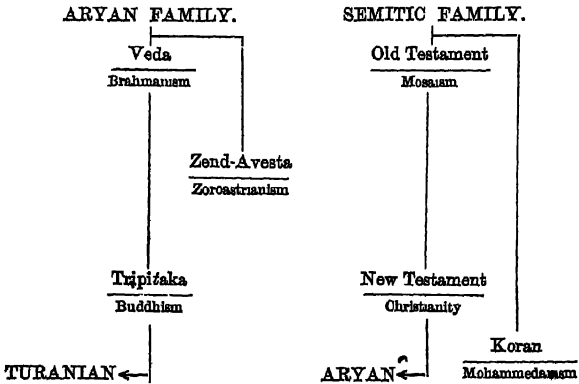 ARYAN FAMILY.
Veda
Brahmanism
Zend-Avesta
Zoroastrianism
Tripitaka
Buddhism
TURANIAN
SEMITIC FAMILY.
Old Testament
Mosaism
New Testament
Christianity
Koran
Mohammedanism
ARYAN